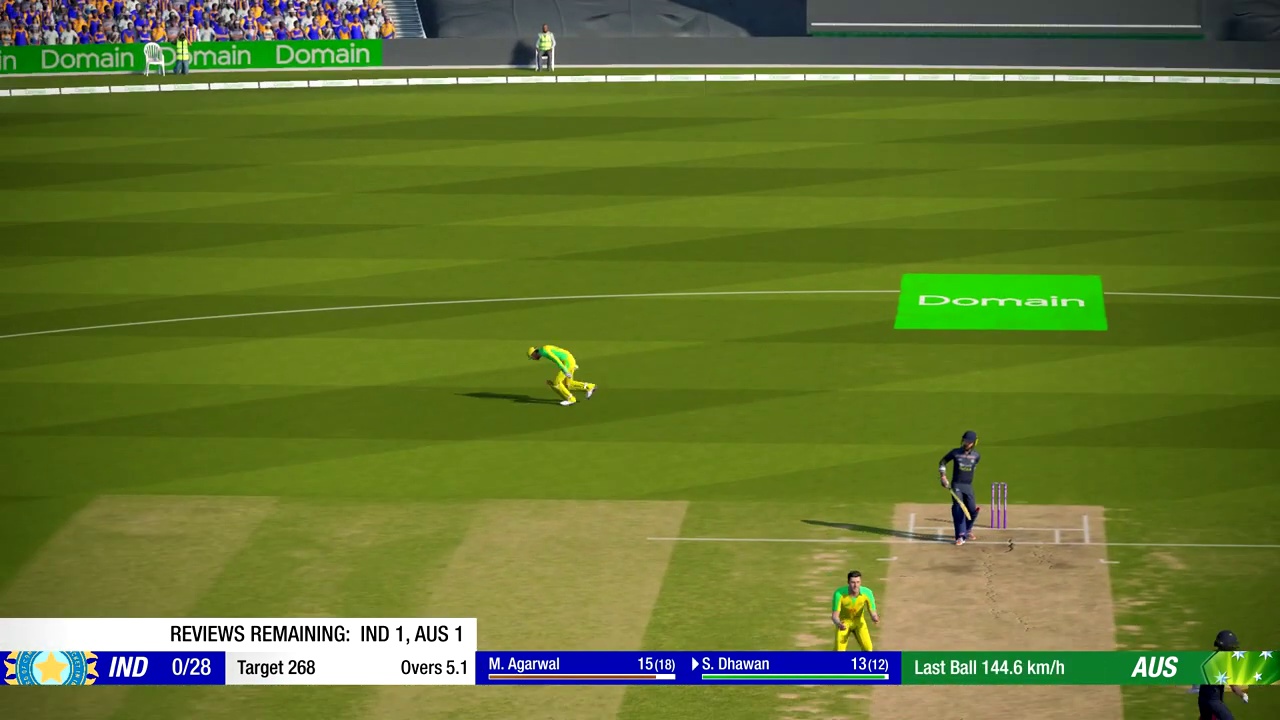 in Domain Domain Domain
Domain
REVIEWS REMAINING: IND 1, AUS 1
IND 0/28 Target 268 Overs 5.1 M. Agarwal 15(18) S. Dhawan 13(12) Last Ball 144.6 km/h AUS